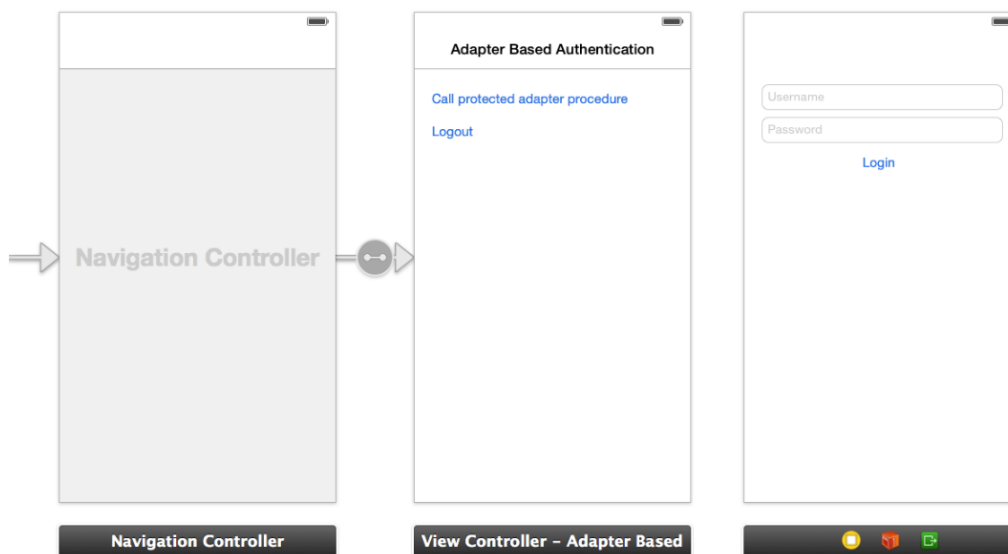 Adapter Based Authentication
Call protected adapter procedure
Logout
Username
Password
Login
Navigation Controller
Navigation Controller
View Controller – Adapter Based